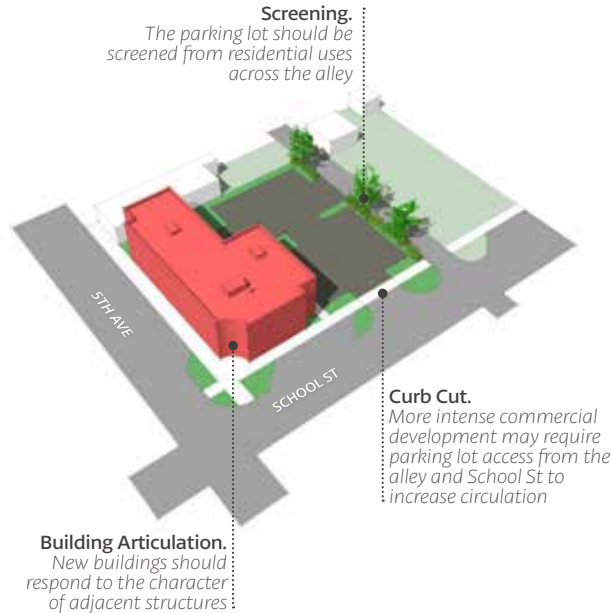 Screening.
The parking lot should be
screened from residential uses
across the alley
5TH AVE
SCHOOL ST
Curb Cut.
More intense commercial
development may require
parking lot access from the
alley and School St to
increase circulation
Building Articulation.
New buildings should
respond to the character
of adjacent structures